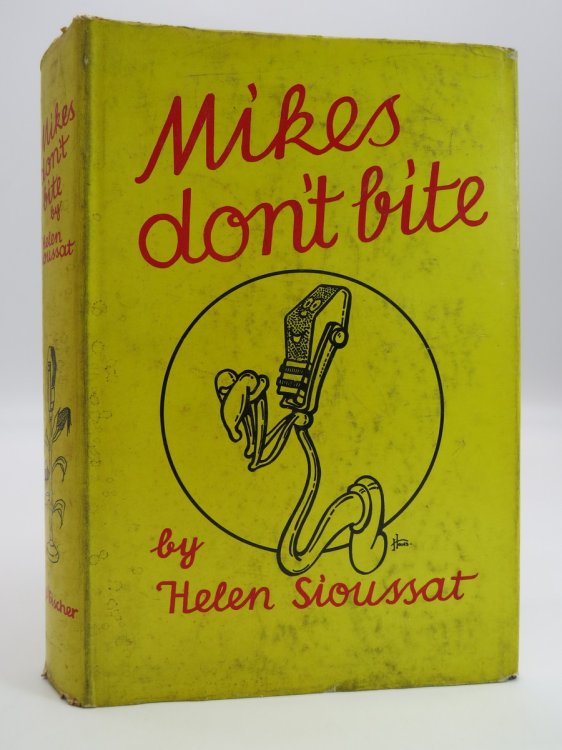 Mikes
don't bite
by
Helen Sioussat
Mikes
don't
bite
by
Helen
Sioussat
Fischer